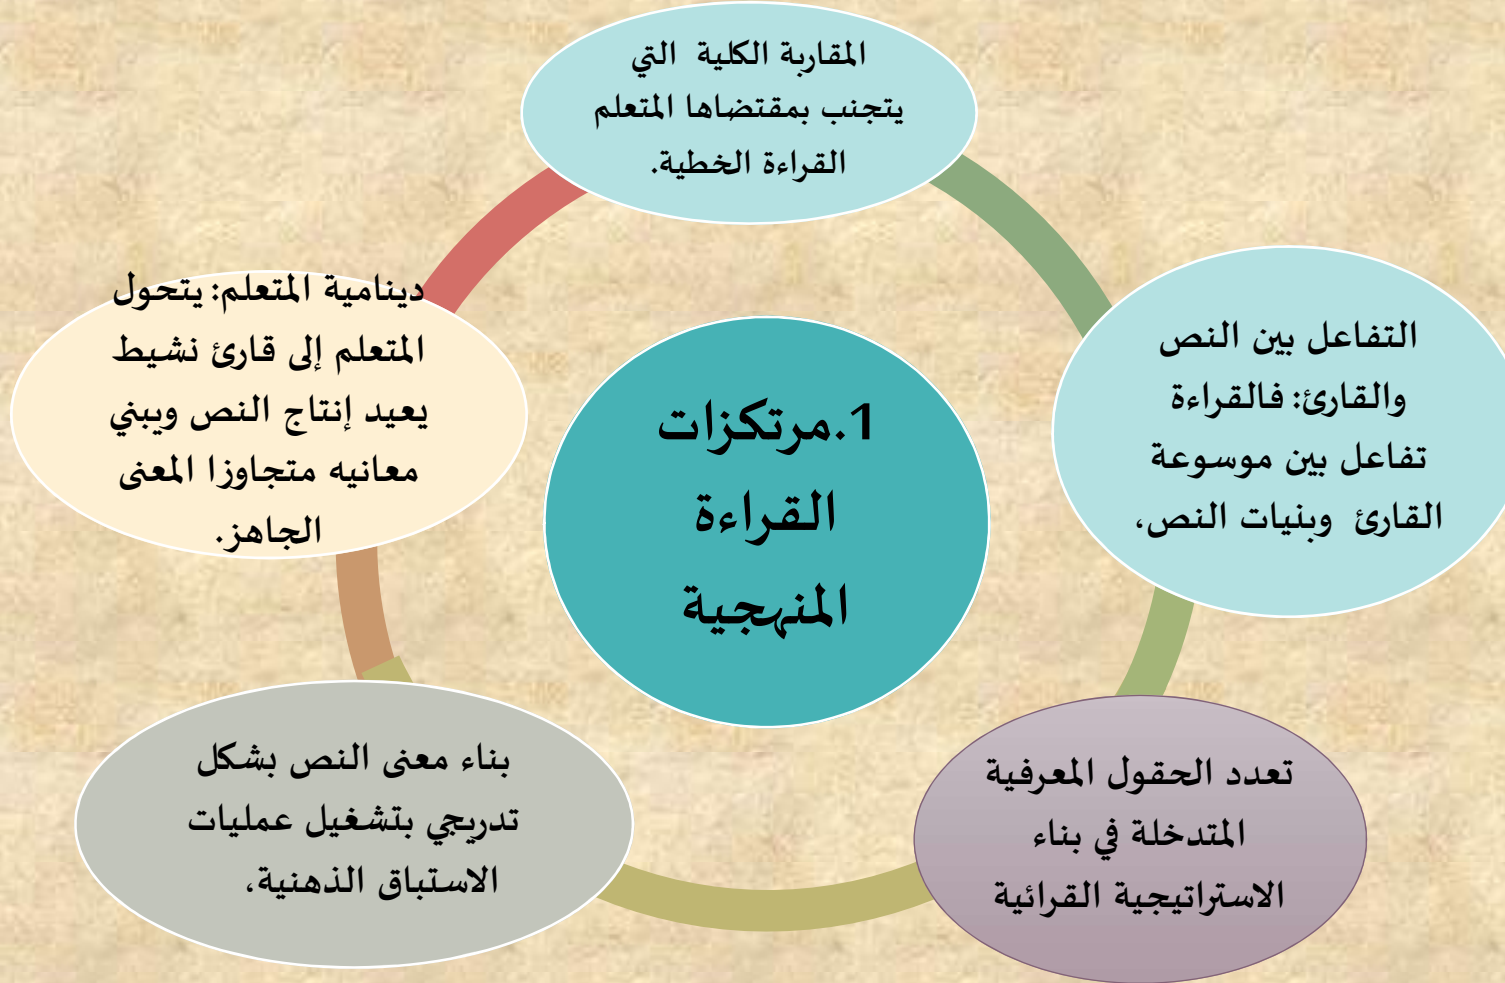 المقاربة الكلية التي
يتجنب بمقتضاها المتعلم
القراءة الخطية.
التفاعل بين النص
والقارئ: فالقراءة
تفاعل بين موسوعة
القارئ وبنيات النص،
تعدد الحقول المعرفية
المتدخلة في بناء
الاستراتيجية القرائية
بناء معنى النص بشكل
تدريجي بتشغيل عمليات
الاستباق الذهنية،
دينامية المتعلم: يتحول
المتعلم إلى قارئ نشيط
يعيد إنتاج النص ويبني
معانيه متجاوزا المعنى
الجاهز.
1.مرتكزات
القراءة
المنهجية